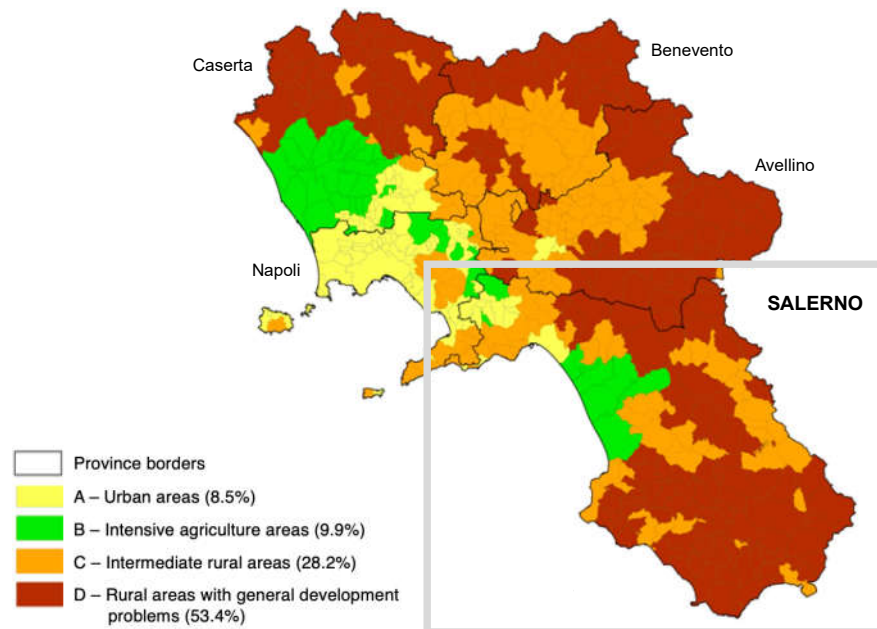 Benevento
Caserta
Avellino
Napoli
SALERNO
Province borders
A – Urban areas (8.5%)
B – Intensive agriculture areas (9.9%)
C – Intermediate rural areas (28.2%)
D – Rural areas with general development
problems (53.4%)